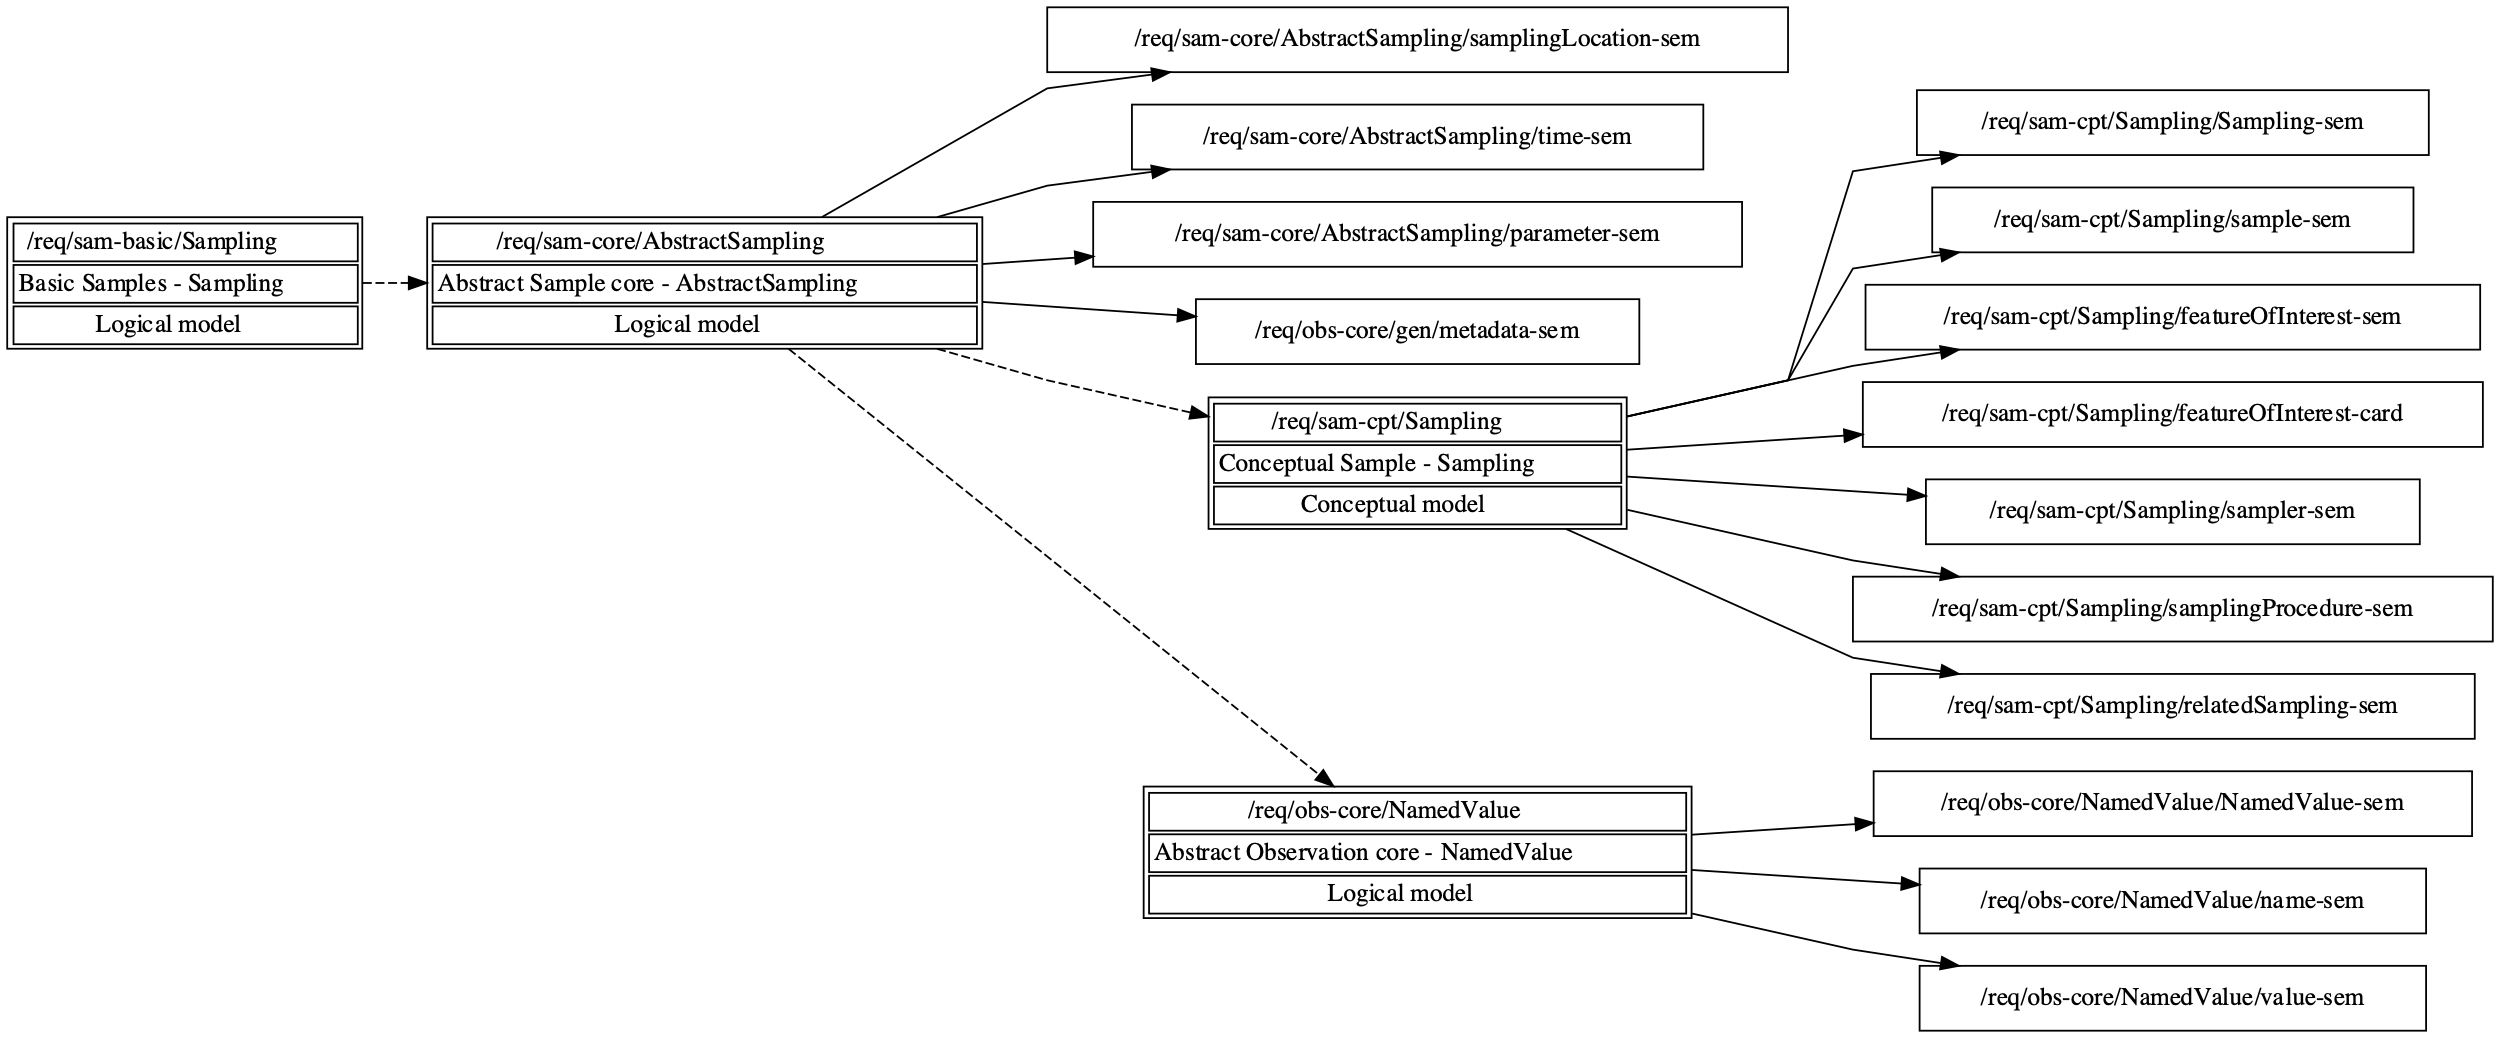 /req/sam-basic/Sampling
Basic Samples - Sampling
Logical model
/req/sam-core/AbstractSampling
Abstract Sample core - AbstractSampling
Logical model
/req/sam-core/AbstractSampling/samplingLocation-sem
/req/sam-core/AbstractSampling/time-sem
/req/sam-core/AbstractSampling/parameter-sem
/req/obs-core/gen/metadata-sem
/req/sam-cpt/Sampling
Conceptual Sample - Sampling
Conceptual model
/req/obs-core/NamedValue
Abstract Observation core - NamedValue
Logical model
/req/sam-cpt/Sampling/Sampling-sem
/req/sam-cpt/Sampling/sample-sem
/req/sam-cpt/Sampling/featureOfInterest-sem
/req/sam-cpt/Sampling/featureOfInterest-card
/req/sam-cpt/Sampling/sampler-sem
/req/sam-cpt/Sampling/samplingProcedure-sem
/req/sam-cpt/Sampling/relatedSampling-sem
/req/obs-core/NamedValue/NamedValue-sem
/req/obs-core/NamedValue/name-sem
/req/obs-core/NamedValue/value-sem